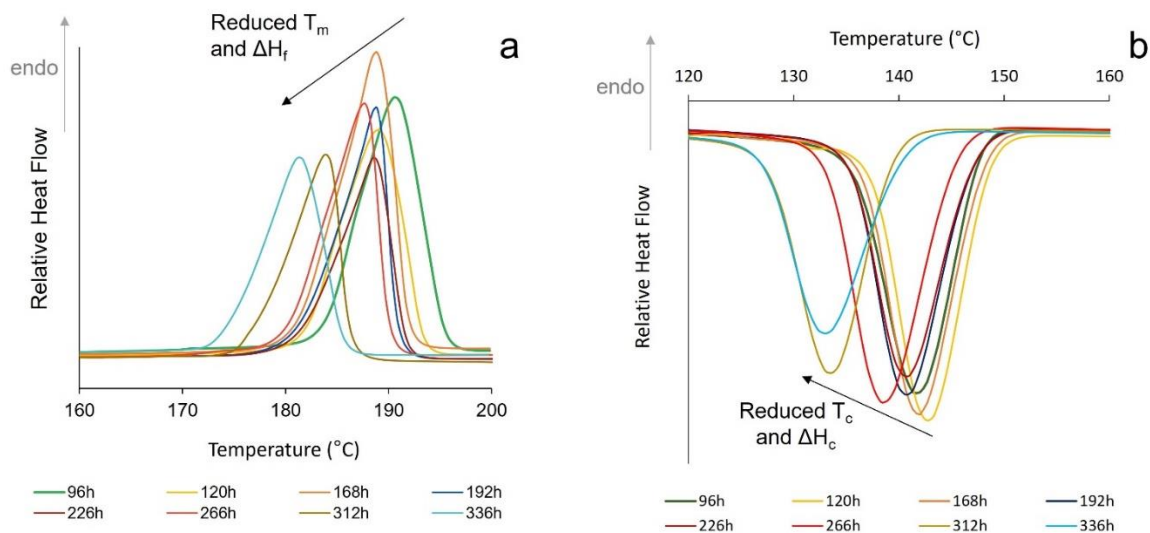 Reduced Tm
and ΔHf
a
endo
Relative Heat Flow
160 170 180 190 200
Temperature (°C)
96h 120h 168h 192h
226h 266h 312h 336h
b
Temperature (°C)
120 130 140 150 160
endo
Relative Heat Flow
Reduced Tc
and ΔHc
96h 120h 168h 192h
226h 266h 312h 336h